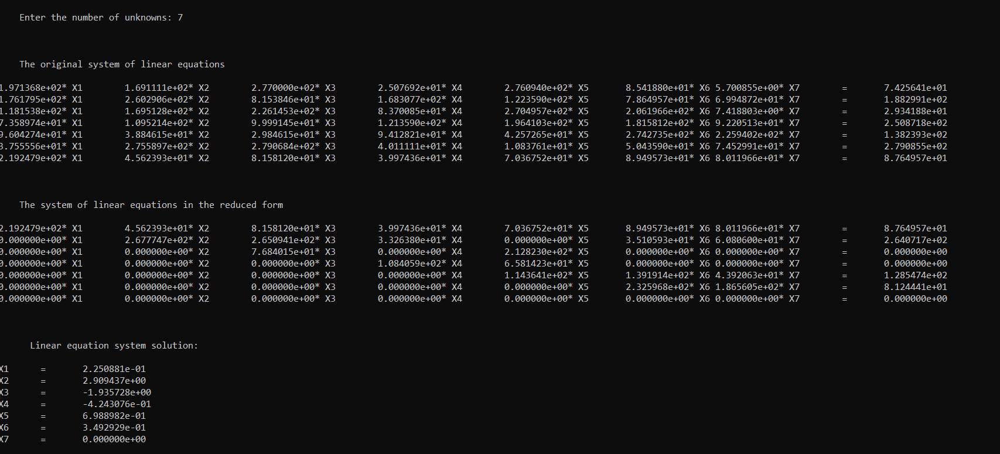 Enter the number of unknowns: 7
The original system of linear equations
1.971368e+02* X1 1.691111e+02* X2 2.770000e+02* X3 2.507692e+01* X4 2.760940e+02* X5 8.541880e+01* X6 5.700855e+00* X7 = 7.425641e+01
1.761795e+02* X1 2.602906e+02* X2 8.153846e+01* X3 1.683077e+02* X4 1.223590e+02* X5 7.864957e+01* X6 6.994872e+01* X7 = 1.882991e+02
1.181538e+02* X1 1.695128e+02* X2 2.261453e+02* X3 8.370085e+01* X4 2.704957e+02* X5 2.061966e+02* X6 7.418803e+00* X7 = 2.934188e+01
7.358974e+01* X1 1.095214e+02* X2 9.999145e+01* X3 1.213590e+02* X4 1.964103e+02* X5 1.815812e+02* X6 9.220513e+01* X7 = 2.508718e+02
9.604274e+01* X1 3.884615e+01* X2 2.984615e+01* X3 9.412821e+01* X4 4.257265e+01* X5 2.742735e+02* X6 2.259402e+02* X7 = 1.382393e+02
3.755556e+01* X1 2.755897e+02* X2 2.790684e+02* X3 4.011111e+01* X4 1.083761e+01* X5 5.043590e+01* X6 7.452991e+01* X7 = 2.790855e+02
2.192479e+02* X1 4.562393e+01* X2 8.158120e+01* X3 3.997436e+01* X4 7.036752e+01* X5 8.949573e+01* X6 8.011966e+01* X7 = 8.764957e+01
The system of linear equations in the reduced form
2.192479e+02* X1 4.562393e+01* X2 8.158120e+01* X3 3.997436e+01* X4 7.036752e+01* X5 8.949573e+01* X6 8.011966e+01* X7 = 8.764957e+01
0.000000e+00* X1 2.677747e+02* X2 2.650941e+02* X3 3.326380e+01* X4 0.000000e+00* X5 3.510593e+01* X6 6.080600e+01* X7 = 2.640717e+02
0.000000e+00* X1 0.000000e+00* X2 7.684015e+01* X3 0.000000e+00* X4 2.128230e+02* X5 0.000000e+00* X6 0.000000e+00* X7 = 0.000000e+00
0.000000e+00* X1 0.000000e+00* X2 0.000000e+00* X3 1.084059e+02* X4 6.581423e+01* X5 0.000000e+00* X6 0.000000e+00* X7 = 0.000000e+00
0.000000e+00* X1 0.000000e+00* X2 0.000000e+00* X3 0.000000e+00* X4 1.143641e+02* X5 1.391914e+02* X6 4.392063e+01* X7 = 1.285474e+02
0.000000e+00* X1 0.000000e+00* X2 0.000000e+00* X3 0.000000e+00* X4 0.000000e+00* X5 2.325968e+02* X6 1.865605e+02* X7 = 8.124441e+01
0.000000e+00* X1 0.000000e+00* X2 0.000000e+00* X3 0.000000e+00* X4 0.000000e+00* X5 0.000000e+00* X6 0.000000e+00* X7 = 0.000000e+00
Linear equation system solution:
X1 = 2.250881e-01
X2 = 2.909437e+00
X3 = -1.935728e+00
X4 = -4.243076e-01
X5 = 6.988982e-01
X6 = 3.492929e-01
X7 = 0.000000e+00